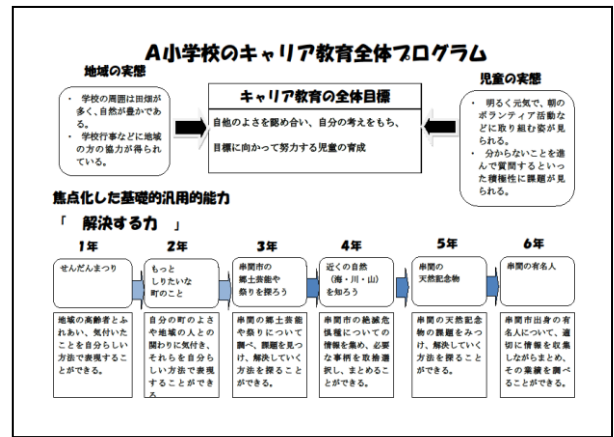 A小学校のキャリア教育全体プログラム
地域の実態
・ 学校の周囲は田畑が
多く、自然が豊かであ
る。
・ 学校行事などに地域
の方の協力が得られ
ている。
キャリア教育の全体目標
自他のよさを認め合い、自分の考えをもち、
目標に向かって努力する児童の育成
児童の実態
・ 明るく元気で、朝の
ボランティア活動な
どに取り組む姿が見
られる。
・ 分からないことを進
んで質問するといっ
た積極性に課題が
見られる。
焦点化した基礎的汎用的能力
「 解決する力 」
1年
2年
3年
4年
5年
6年
せんだんまつり
もっと
しりたいな
町のこと
串間市の
郷土芸能や
祭りを探ろう
近くの自然
（海・川・山）
を知ろう
串間の
天然記念物
串間の有名人
地域の高齢者とふ
れあい、気付いた
ことを自分らしい
方法で表現するこ
とができる。
自分の町のよさ
や地域の人との
関わりに気付き、
それらを自分ら
しい方法で表現
することができ
る
串間の郷土芸能
や祭りについて
調べ、課題を見つ
け、解決していく
方法を探ること
ができる。
串間市の絶滅危
惧種についての
情報を集め、必要
な事柄を取捨選
択し、まとめるこ
とができる。
串間の天然記念
物の課題をみつ
け、解決していく
方法を探ること
ができる。
串間市出身の有
名人について、適
切に情報を収集
しながらまとめ、
その業績を調べ
ることができる。